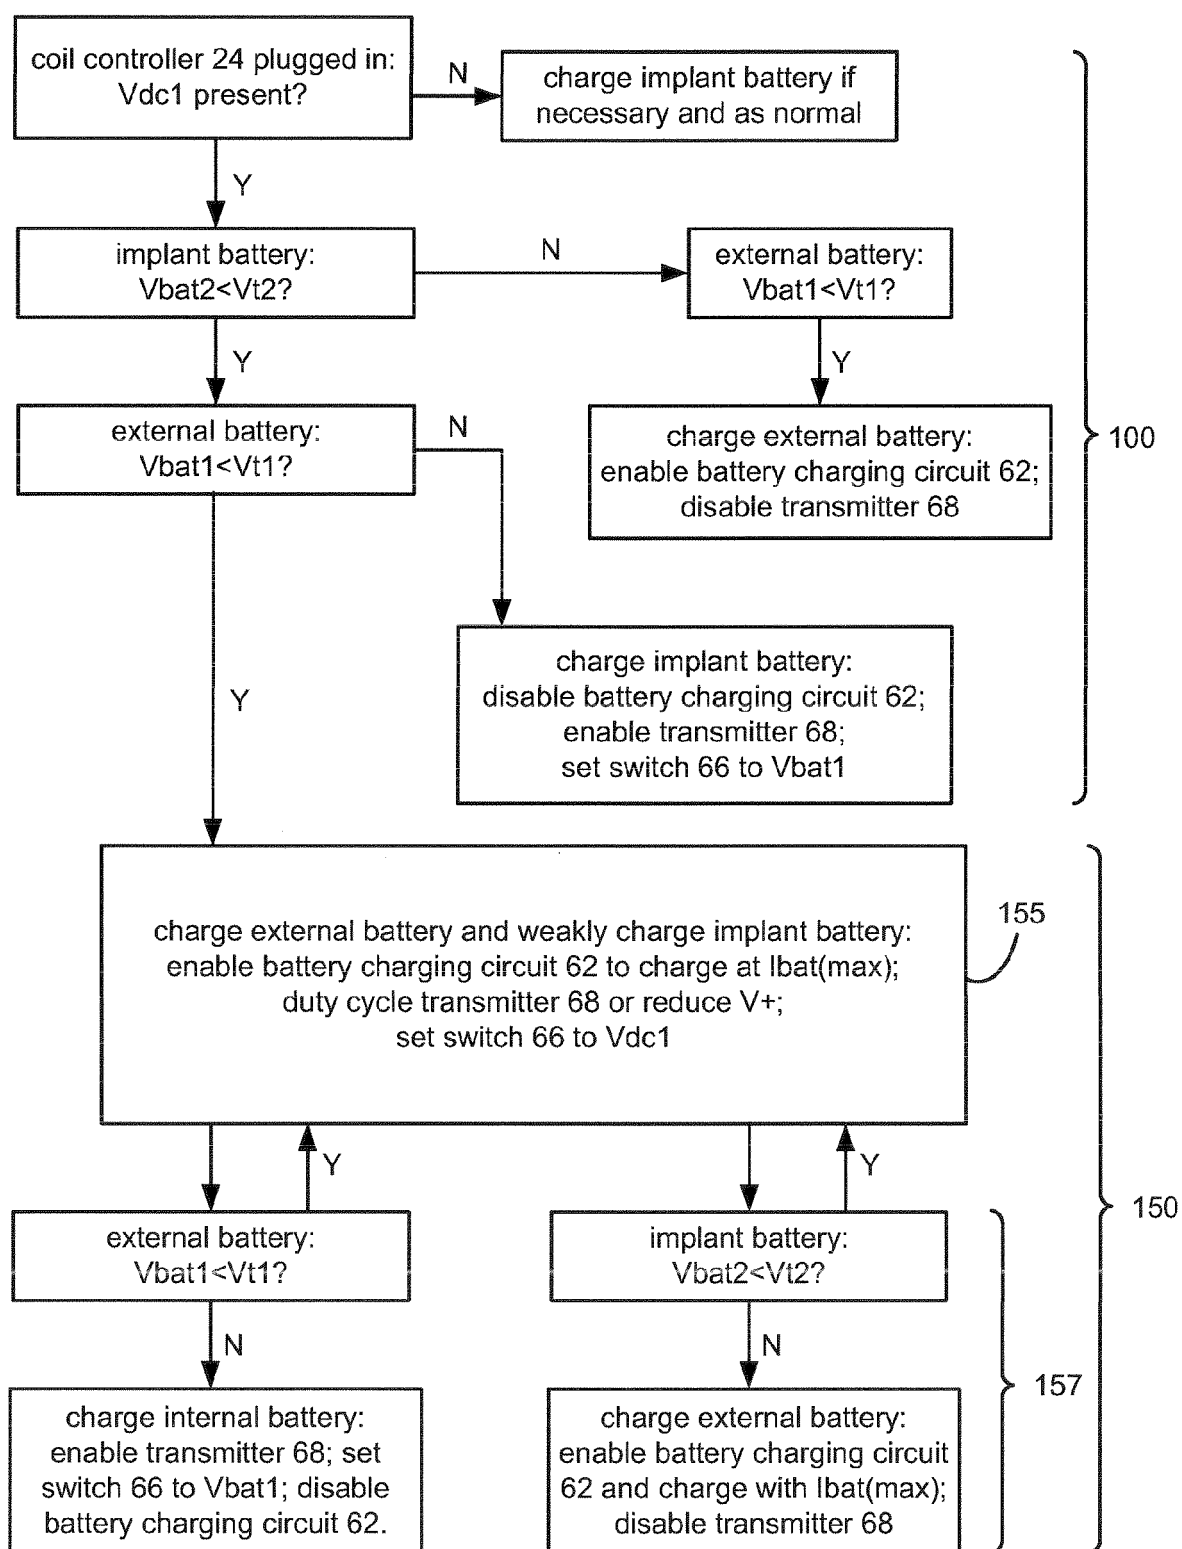 coil controller 24 plugged in:
Vdc1 present?
N
charge implant battery if
necessary and as normal
Y
implant battery:
Vbat2<Vt2?
N
external battery:
Vbat1<Vt1?
Y
Y
external battery:
Vbat1<Vt1?
N
charge external battery:
enable battery charging circuit 62;
disable transmitter 68
100
charge implant battery:
disable battery charging circuit 62;
enable transmitter 68;
set switch 66 to Vbat1
Y
charge external battery and weakly charge implant battery:
enable battery charging circuit 62 to charge at Ibat(max);
duty cycle transmitter 68 or reduce V+;
set switch 66 to Vdc1
155
Y
Y
external battery:
Vbat1<Vt1?
implant battery:
Vbat2<Vt2?
150
N
N
157
charge internal battery:
enable transmitter 68; set
switch 66 to Vbat1; disable
battery charging circuit 62.
charge external battery:
enable battery charging circuit
62 and charge with Ibat(max);
disable transmitter 68